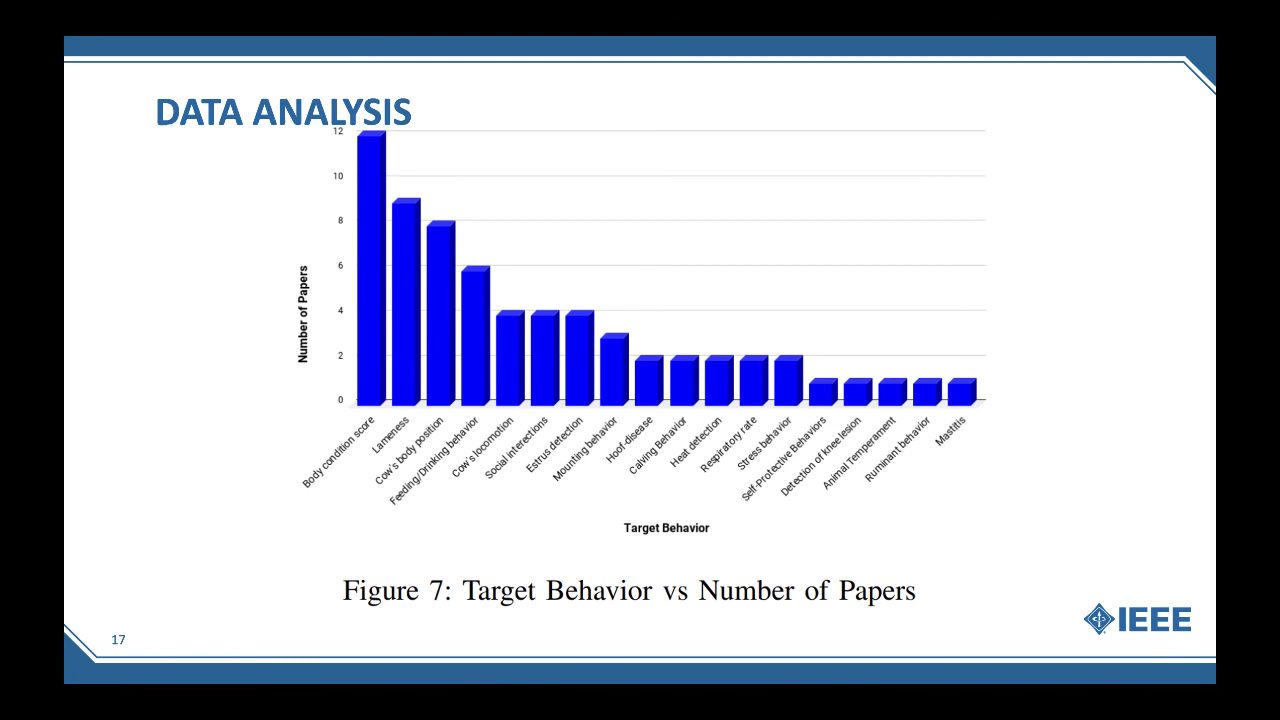 DATA ANALYSIS
12
10
8
6
4
2
0
Number of Papers
Body condition score
Lameness
Cow's body position
Feeding/Drinking behavior
Cow's locomotion
Social interections
Estrus detection
Mounting behavior
Hoof-disease
Calving Behavior
Heat detection
Respiratory rate
Stress behavior
Self-Protective Behaviors
Detection of knee lesion
Animal Temperament
Ruminant behavior
Mastitis
Target Behavior
Figure 7: Target Behavior vs Number of Papers
IEEE
17